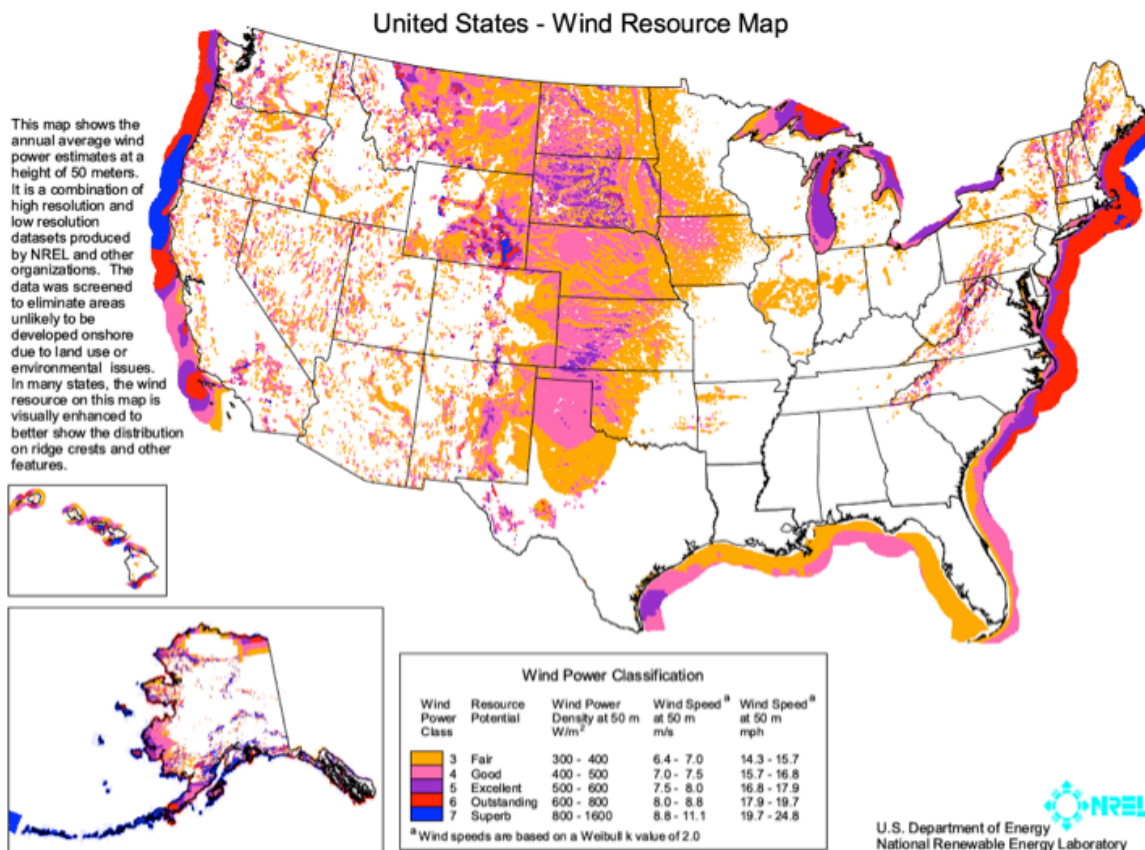 United States - Wind Resource Map
This map shows the
annual average wind
power estimates at a
height of 50 meters.
It is a combination of
high resolution and
low resolution
datasets produced
by NREL and other
organizations. The
data was screened
to eliminate areas
unlikely to be
developed onshore
due to land use or
environmental issues.
In many states, the wind
resource on this map is
visually enhanced to
better show the distribution
on ridge crests and other
features.
Wind Power Classification
Wind Resource Wind Power Wind Speed a Wind Speed a
Power Potential Density at 50 m at 50 m at 50 m
Class W/m2 m/s mph
3 Fair 300 - 400 6.4 - 7.0 14.3 - 15.7
4 Good 400 - 500 7.0 - 7.5 15.7 - 16.8
5 Excellent 500 - 600 7.5 - 8.0 16.8 - 17.9
6 Outstanding 600 - 800 8.0 - 8.8 17.9 - 19.7
7 Superb 800 - 1600 8.8 - 11.1 19.7 - 24.8
a Wind speeds are based on a Weibull k value of 2.0
NREL
U.S. Department of Energy
National Renewable Energy Laboratory